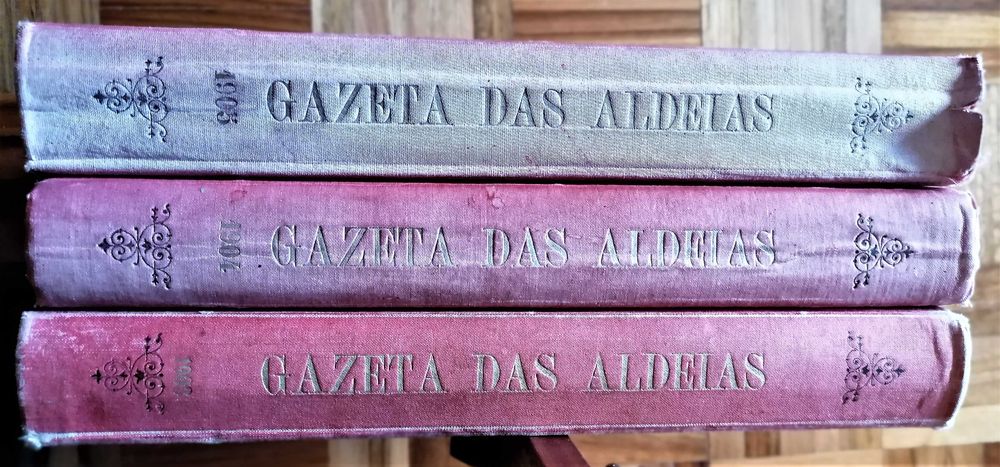 1905 GAZETA DAS ALDEIAS
1904 GAZETA DAS ALDEIAS
GAZETA DAS ALDEIAS